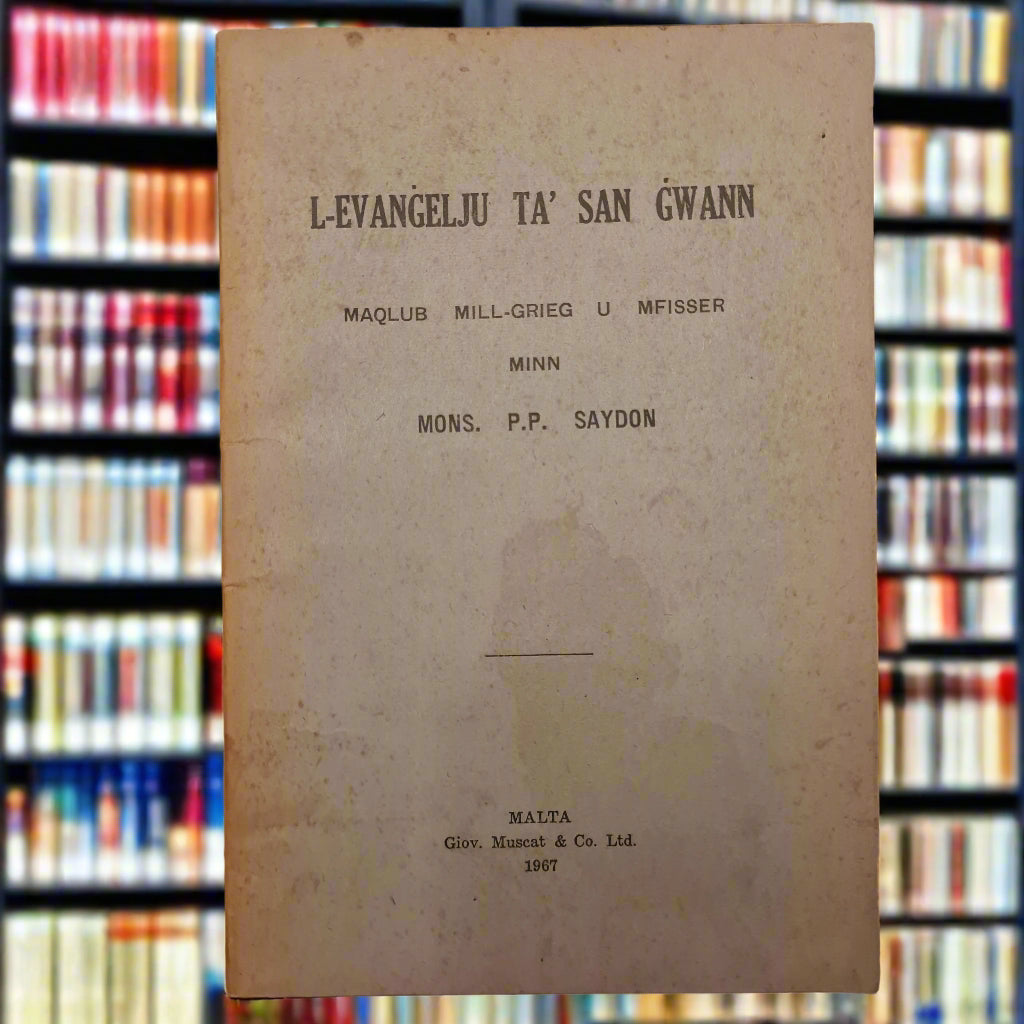 L-EVANĠELJU TA' SAN ĠWANN
MAQLUB MILL-GRIEG U MFISSER
MINN
MONS. P.P. SAYDON
MALTA
Giov. Muscat & Co. Ltd.
1967